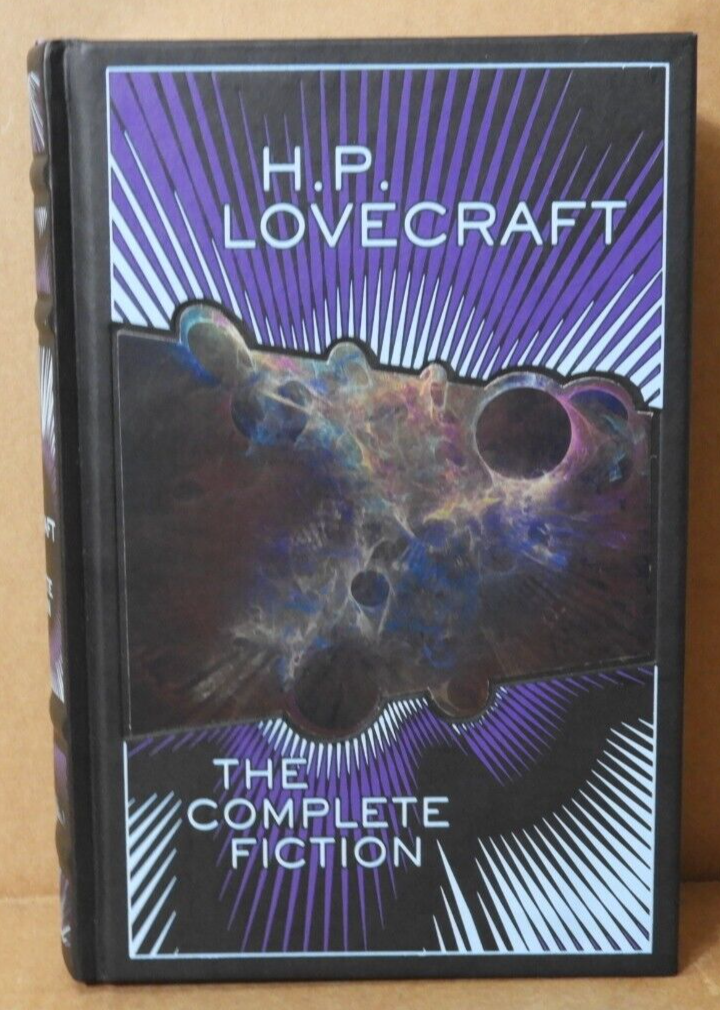 H.P.
LOVECRAFT
THE
COMPLETE
FICTION